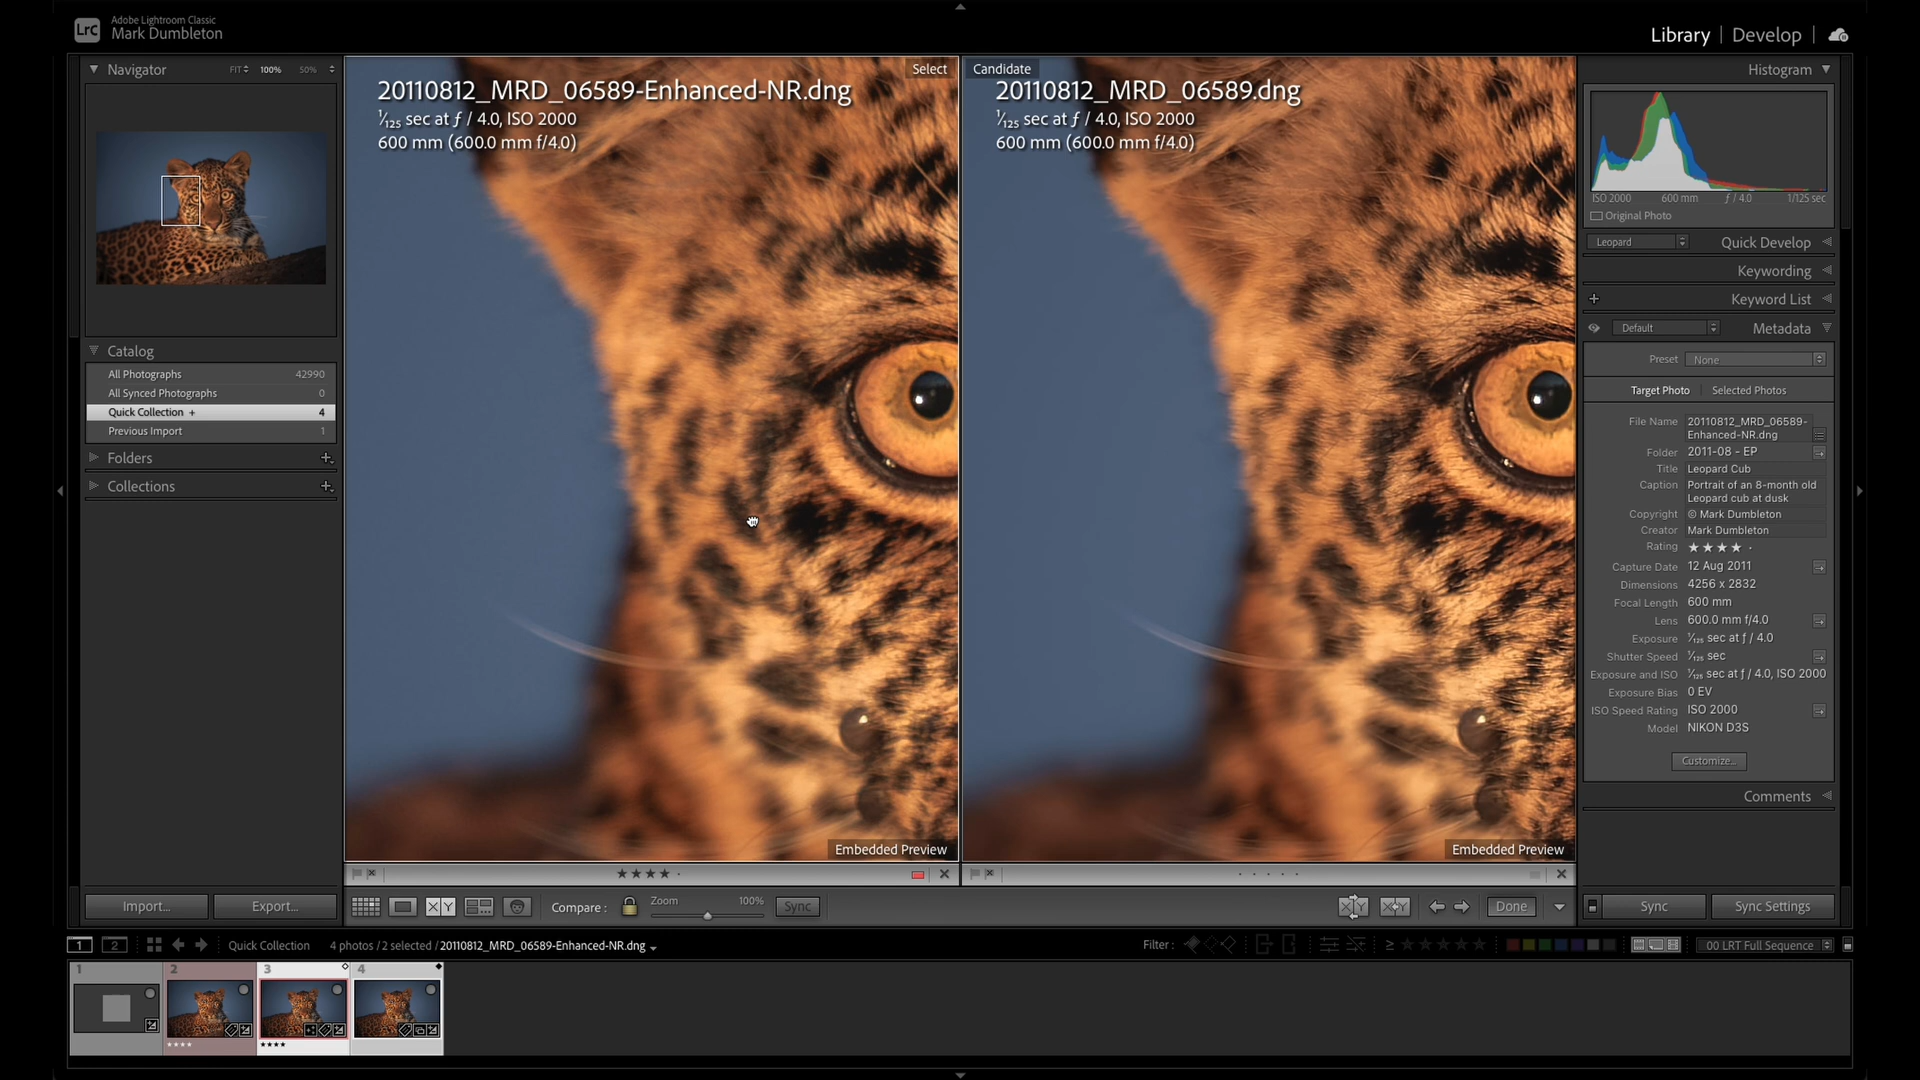 LrC
Adobe Lightroom Classic
Mark Dumbleton
Library | Develop |
Navigator
FIT 100% 50%
Catalog
All Photographs 42990
All Synced Photographs 0
Quick Collection + 4
Previous Import 1
Folders
Collections
Import...
Export...
Select
20110812_MRD_06589-Enhanced-NR.dng
1/125 sec at ƒ / 4.0, ISO 2000
600 mm (600.0 mm f/4.0)
Embedded Preview
Candidate
20110812_MRD_06589.dng
1/125 sec at ƒ / 4.0, ISO 2000
600 mm (600.0 mm f/4.0)
Embedded Preview
Histogram
ISO 2000 600 mm ƒ / 4.0 1/125 sec
Original Photo
Leopard Quick Develop
Keywording
+ Keyword List
Default Metadata
Preset None
Target Photo | Selected Photos
File Name 20110812_MRD_06589-
Enhanced-NR.dng
Folder 2011-08 - EP
Title Leopard Cub
Caption Portrait of an 8-month old
Leopard cub at dusk
Copyright © Mark Dumbleton
Creator Mark Dumbleton
Rating ★ ★ ★ ★ ·
Capture Date 12 Aug 2011
Dimensions 4256 x 2832
Focal Length 600 mm
Lens 600.0 mm f/4.0
Exposure 1/125 sec at ƒ / 4.0
Shutter Speed 1/125 sec
Exposure and ISO 1/125 sec at ƒ / 4.0, ISO 2000
Exposure Bias 0 EV
ISO Speed Rating ISO 2000
Model NIKON D3S
Customize...
Comments
Sync
Sync Settings
X Y
Compare :
Zoom 100%
Sync
Done
1 2
Quick Collection 4 photos / 2 selected / 20110812_MRD_06589-Enhanced-NR.dng
Filter :
≥ ★ ★ ★ ★ ★
00 LRT Full Sequence
1 2 3 4